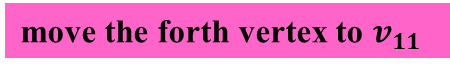 move the forth vertex to v₁₁